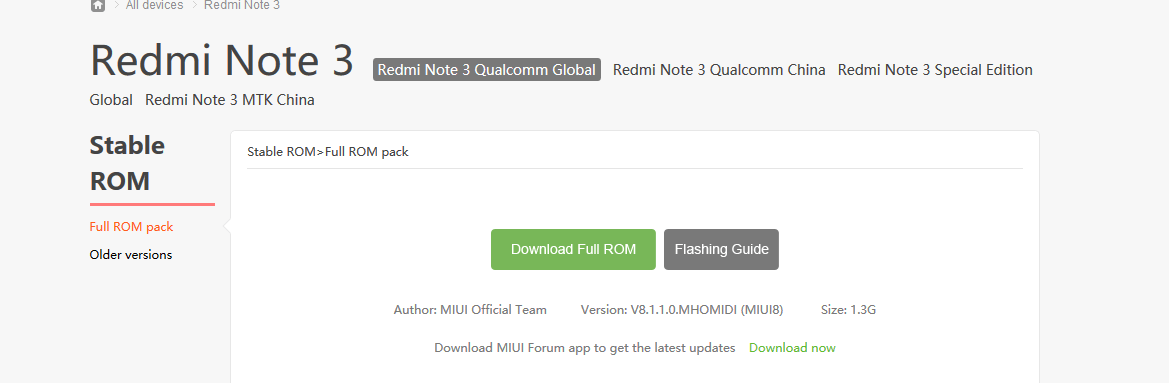 All devices Redmi Note 3
Redmi Note 3 Redmi Note 3 Qualcomm Global Redmi Note 3 Qualcomm China Redmi Note 3 Special Edition
Global Redmi Note 3 MTK China
Stable
ROM
Full ROM pack
Older versions
Stable ROM>Full ROM pack
Download Full ROM Flashing Guide
Author: MIUI Official Team Version: V8.1.1.0.MHOMIDI (MIUI8) Size: 1.3G
Download MIUI Forum app to get the latest updates Download now